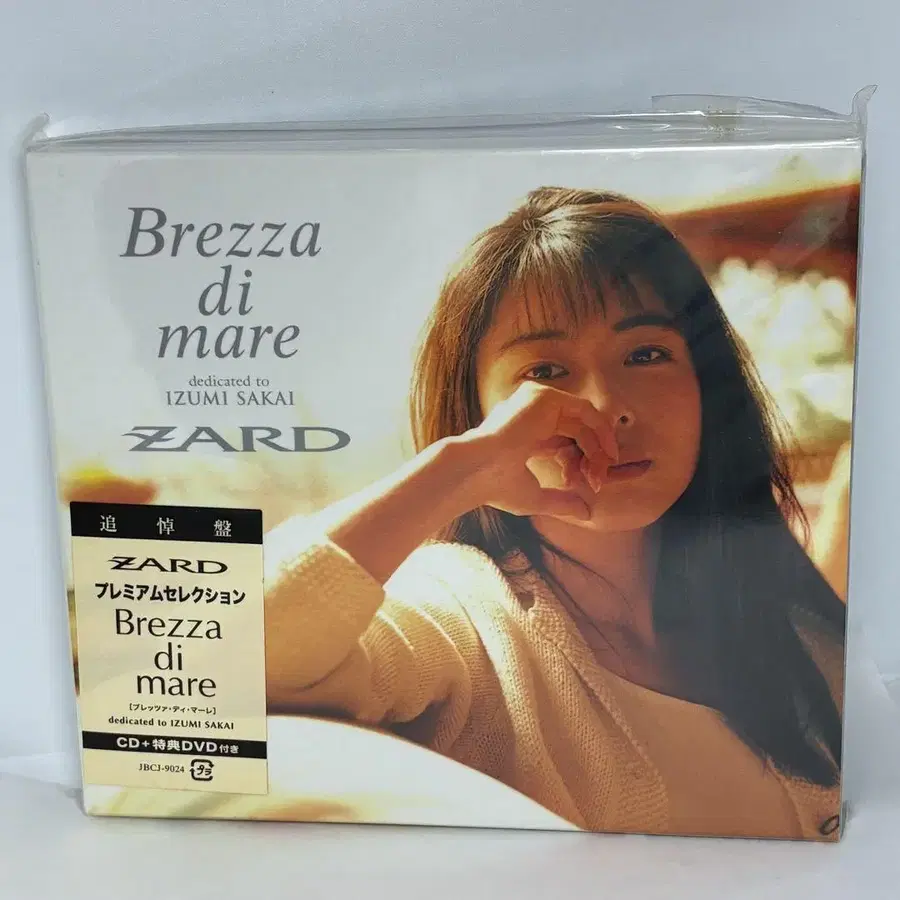 Brezza
di
mare
dedicated to
IZUMI SAKAI
ZARD
追悼盤
ZARD
プレミアムセレクション
Brezza
di
mare
[ブレッツァ・ディ・マーレ]
dedicated to IZUMI SAKAI
CD+特典DVD付き
JBCJ-9024 プラ